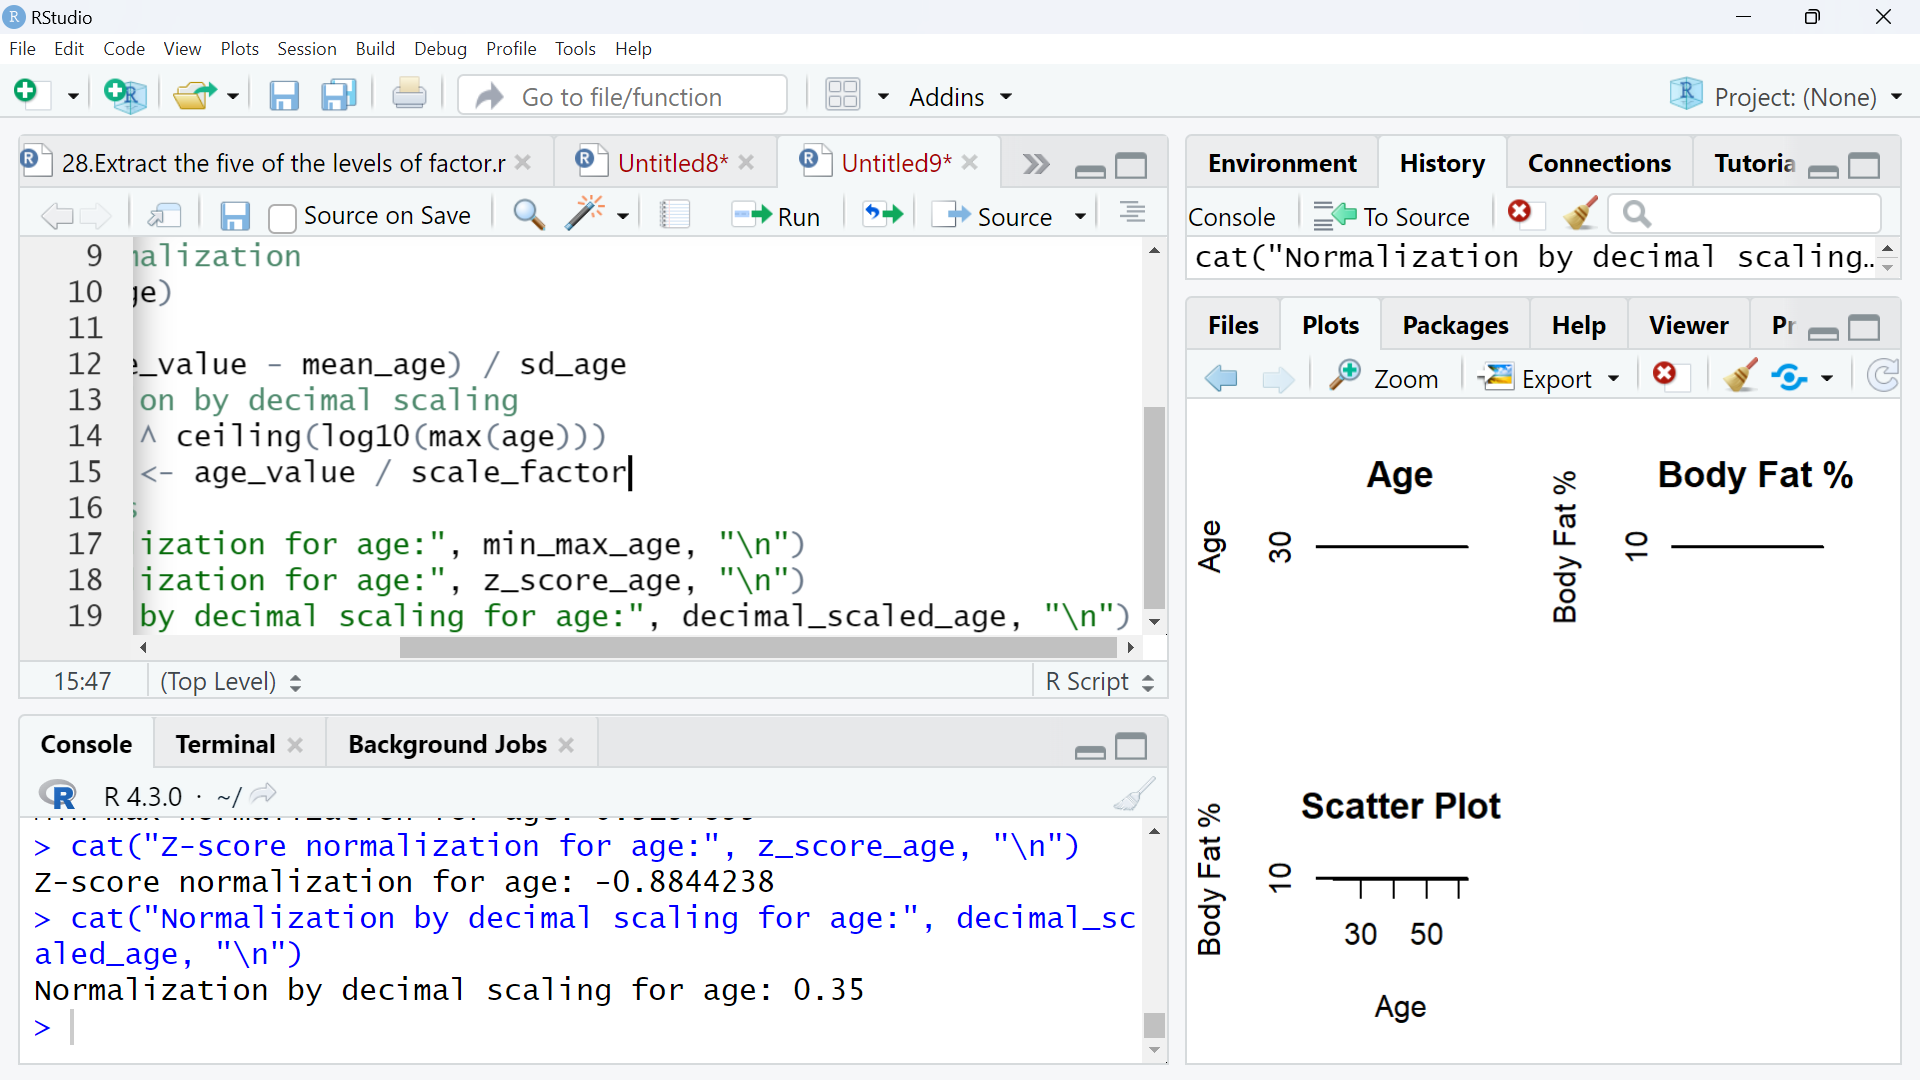 RStudio
File Edit Code View Plots Session Build Debug Profile Tools Help
Go to file/function Addins Project: (None)
28.Extract the five of the levels of factor.r Untitled8* Untitled9*
Source on Save Run Source
9 nalization
10 ge)
11
12 e_value - mean_age) / sd_age
13 on by decimal scaling
14 ^ ceiling(log10(max(age)))
15 <- age_value / scale_factor
16 s
17 ization for age:", min_max_age, "\n")
18 ization for age:", z_score_age, "\n")
19 by decimal scaling for age:", decimal_scaled_age, "\n")
15:47 (Top Level) R Script
Console Terminal Background Jobs
R 4.3.0 · ~/
> cat("Z-score normalization for age:", z_score_age, "\n")
Z-score normalization for age: -0.8844238
> cat("Normalization by decimal scaling for age:", decimal_sc
aled_age, "\n")
Normalization by decimal scaling for age: 0.35
>
Environment History Connections Tutoria
Console To Source
cat("Normalization by decimal scaling..
Files Plots Packages Help Viewer Pr
Zoom Export
Age
Age
30
Body Fat %
Body Fat %
10
Scatter Plot
Body Fat %
10
30 50
Age